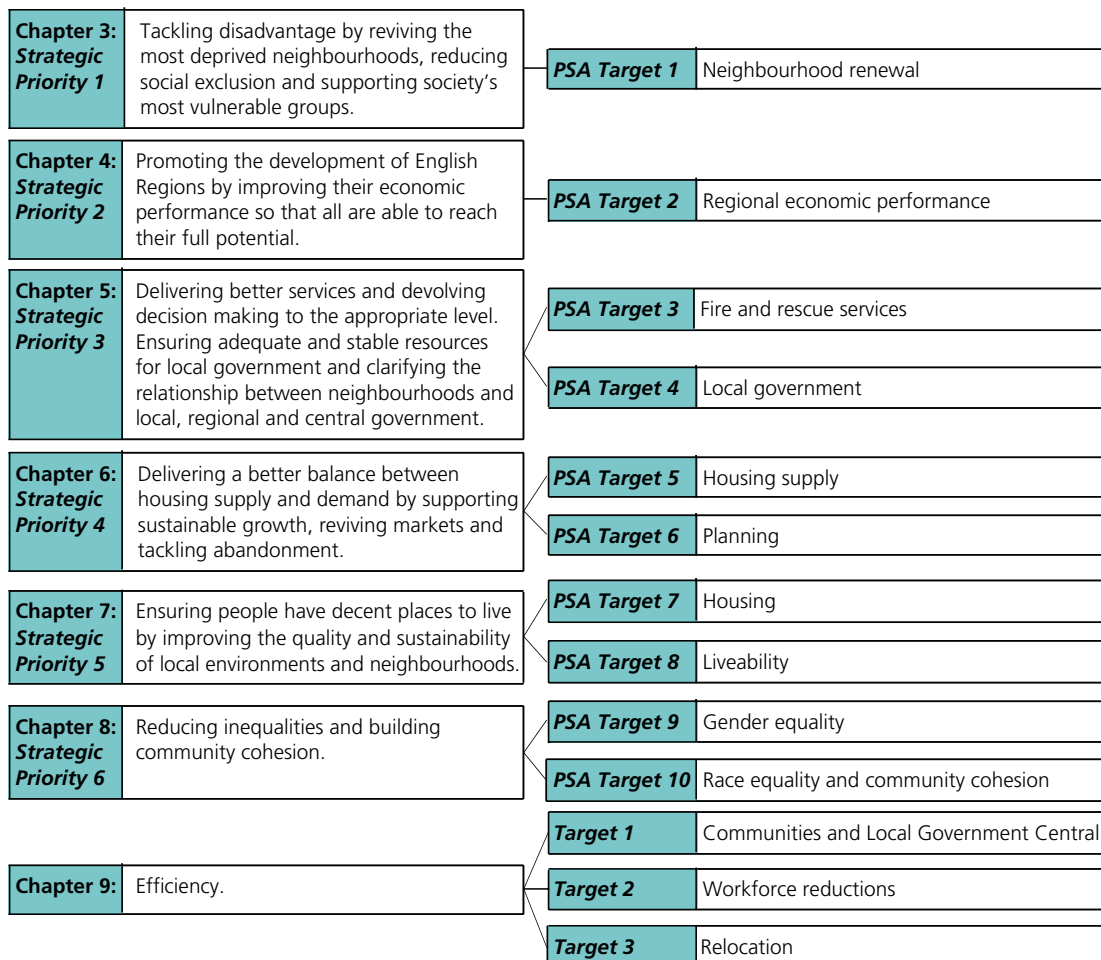 Chapter 3:
Strategic
Priority 1
Tackling disadvantage by reviving the
most deprived neighbourhoods, reducing
social exclusion and supporting society's
most vulnerable groups.
PSA Target 1
Neighbourhood renewal
Chapter 4:
Strategic
Priority 2
Promoting the development of English
Regions by improving their economic
performance so that all are able to reach
their full potential.
PSA Target 2
Regional economic performance
Chapter 5:
Strategic
Priority 3
Delivering better services and devolving
decision making to the appropriate level.
Ensuring adequate and stable resources
for local government and clarifying the
relationship between neighbourhoods and
local, regional and central government.
PSA Target 3
Fire and rescue services
PSA Target 4
Local government
Chapter 6:
Strategic
Priority 4
Delivering a better balance between
housing supply and demand by supporting
sustainable growth, reviving markets and
tackling abandonment.
PSA Target 5
Housing supply
PSA Target 6
Planning
Chapter 7:
Strategic
Priority 5
Ensuring people have decent places to live
by improving the quality and sustainability
of local environments and neighbourhoods.
PSA Target 7
Housing
PSA Target 8
Liveability
Chapter 8:
Strategic
Priority 6
Reducing inequalities and building
community cohesion.
PSA Target 9
Gender equality
PSA Target 10
Race equality and community cohesion
Chapter 9:
Efficiency.
Target 1
Communities and Local Government Central
Target 2
Workforce reductions
Target 3
Relocation